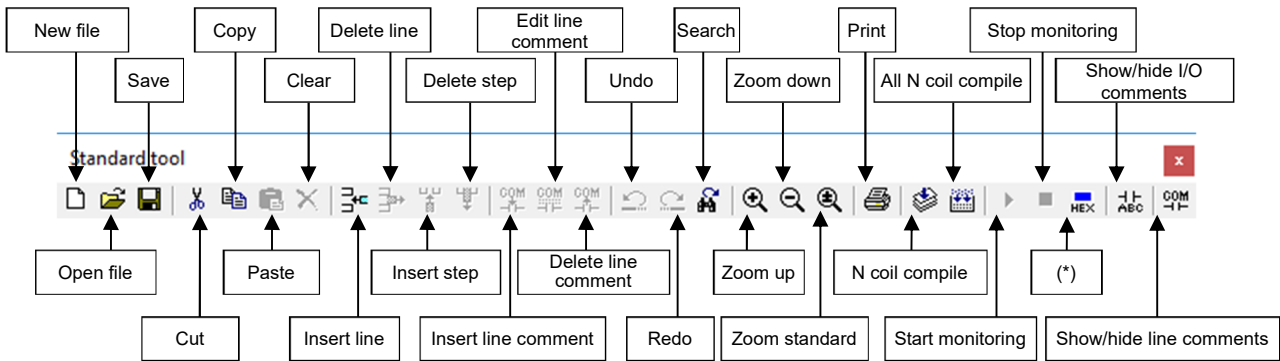 New file
Copy
Delete line
Edit line
comment
Search
Print
Stop monitoring
Save
Clear
Delete step
Undo
Zoom down
All N coil compile
Show/hide I/O
comments
Standard tool
x
COM
COM
COM
HEX
ABC
COM
Open file
Paste
Insert step
Delete line
comment
Zoom up
N coil compile
(*)
Cut
Insert line
Insert line comment
Redo
Zoom standard
Start monitoring
Show/hide line comments